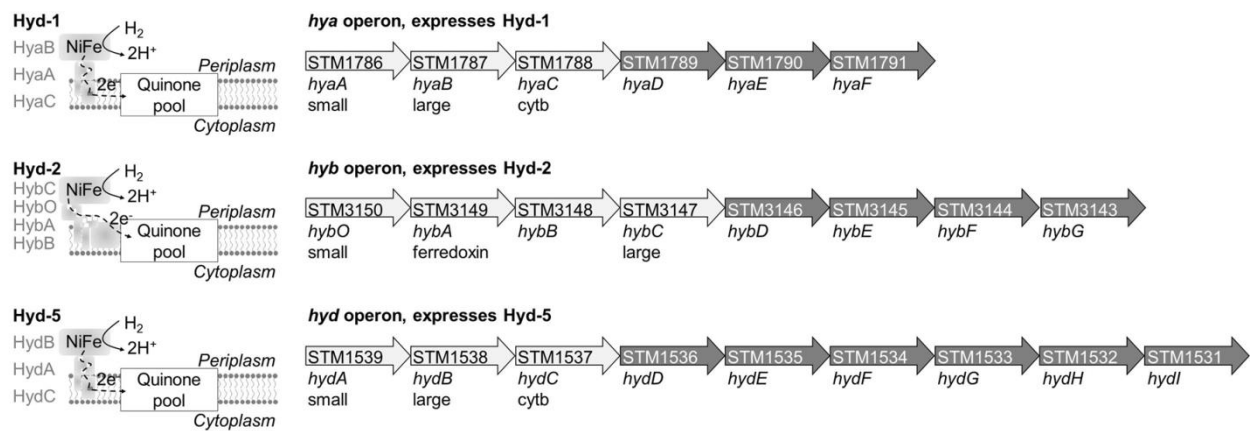 Hyd-1
HyaB
HyaA
HyaC
NiFe
H2
2H+
2e-
Quinone
pool
Periplasm
Cytoplasm
hya operon, expresses Hyd-1
STM1786 STM1787 STM1788 STM1789 STM1790 STM1791
hyaA hyaB hyaC hyaD hyaE hyaF
small large cytb
Hyd-2
HybC
HybO
HybA
HybB
NiFe
H2
2H+
2e-
Quinone
pool
Periplasm
Cytoplasm
hyb operon, expresses Hyd-2
STM3150 STM3149 STM3148 STM3147 STM3146 STM3145 STM3144 STM3143
hybO hybA hybB hybC hybD hybE hybF hybG
small ferredoxin large
Hyd-5
HydB
HydA
HydC
NiFe
H2
2H+
2e-
Quinone
pool
Periplasm
Cytoplasm
hyd operon, expresses Hyd-5
STM1539 STM1538 STM1537 STM1536 STM1535 STM1534 STM1533 STM1532 STM1531
hydA hydB hydC hydD hydE hydF hydG hydH hydI
small large cytb